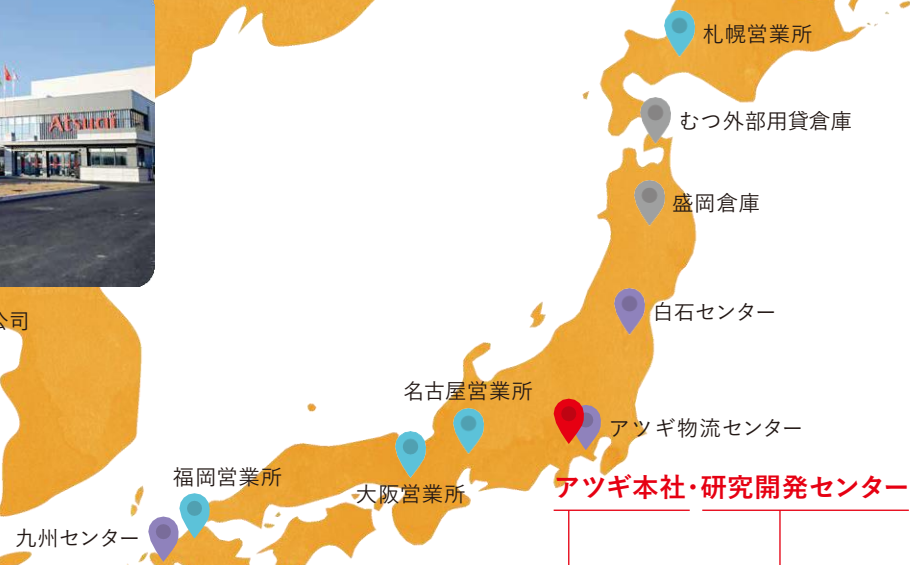 札幌営業所
Atsugi
むつ外部用貸倉庫
盛岡倉庫
白石センター
公司
名古屋営業所
アツギ物流センター
福岡営業所
大阪営業所
アツギ本社・研究開発センター
九州センター